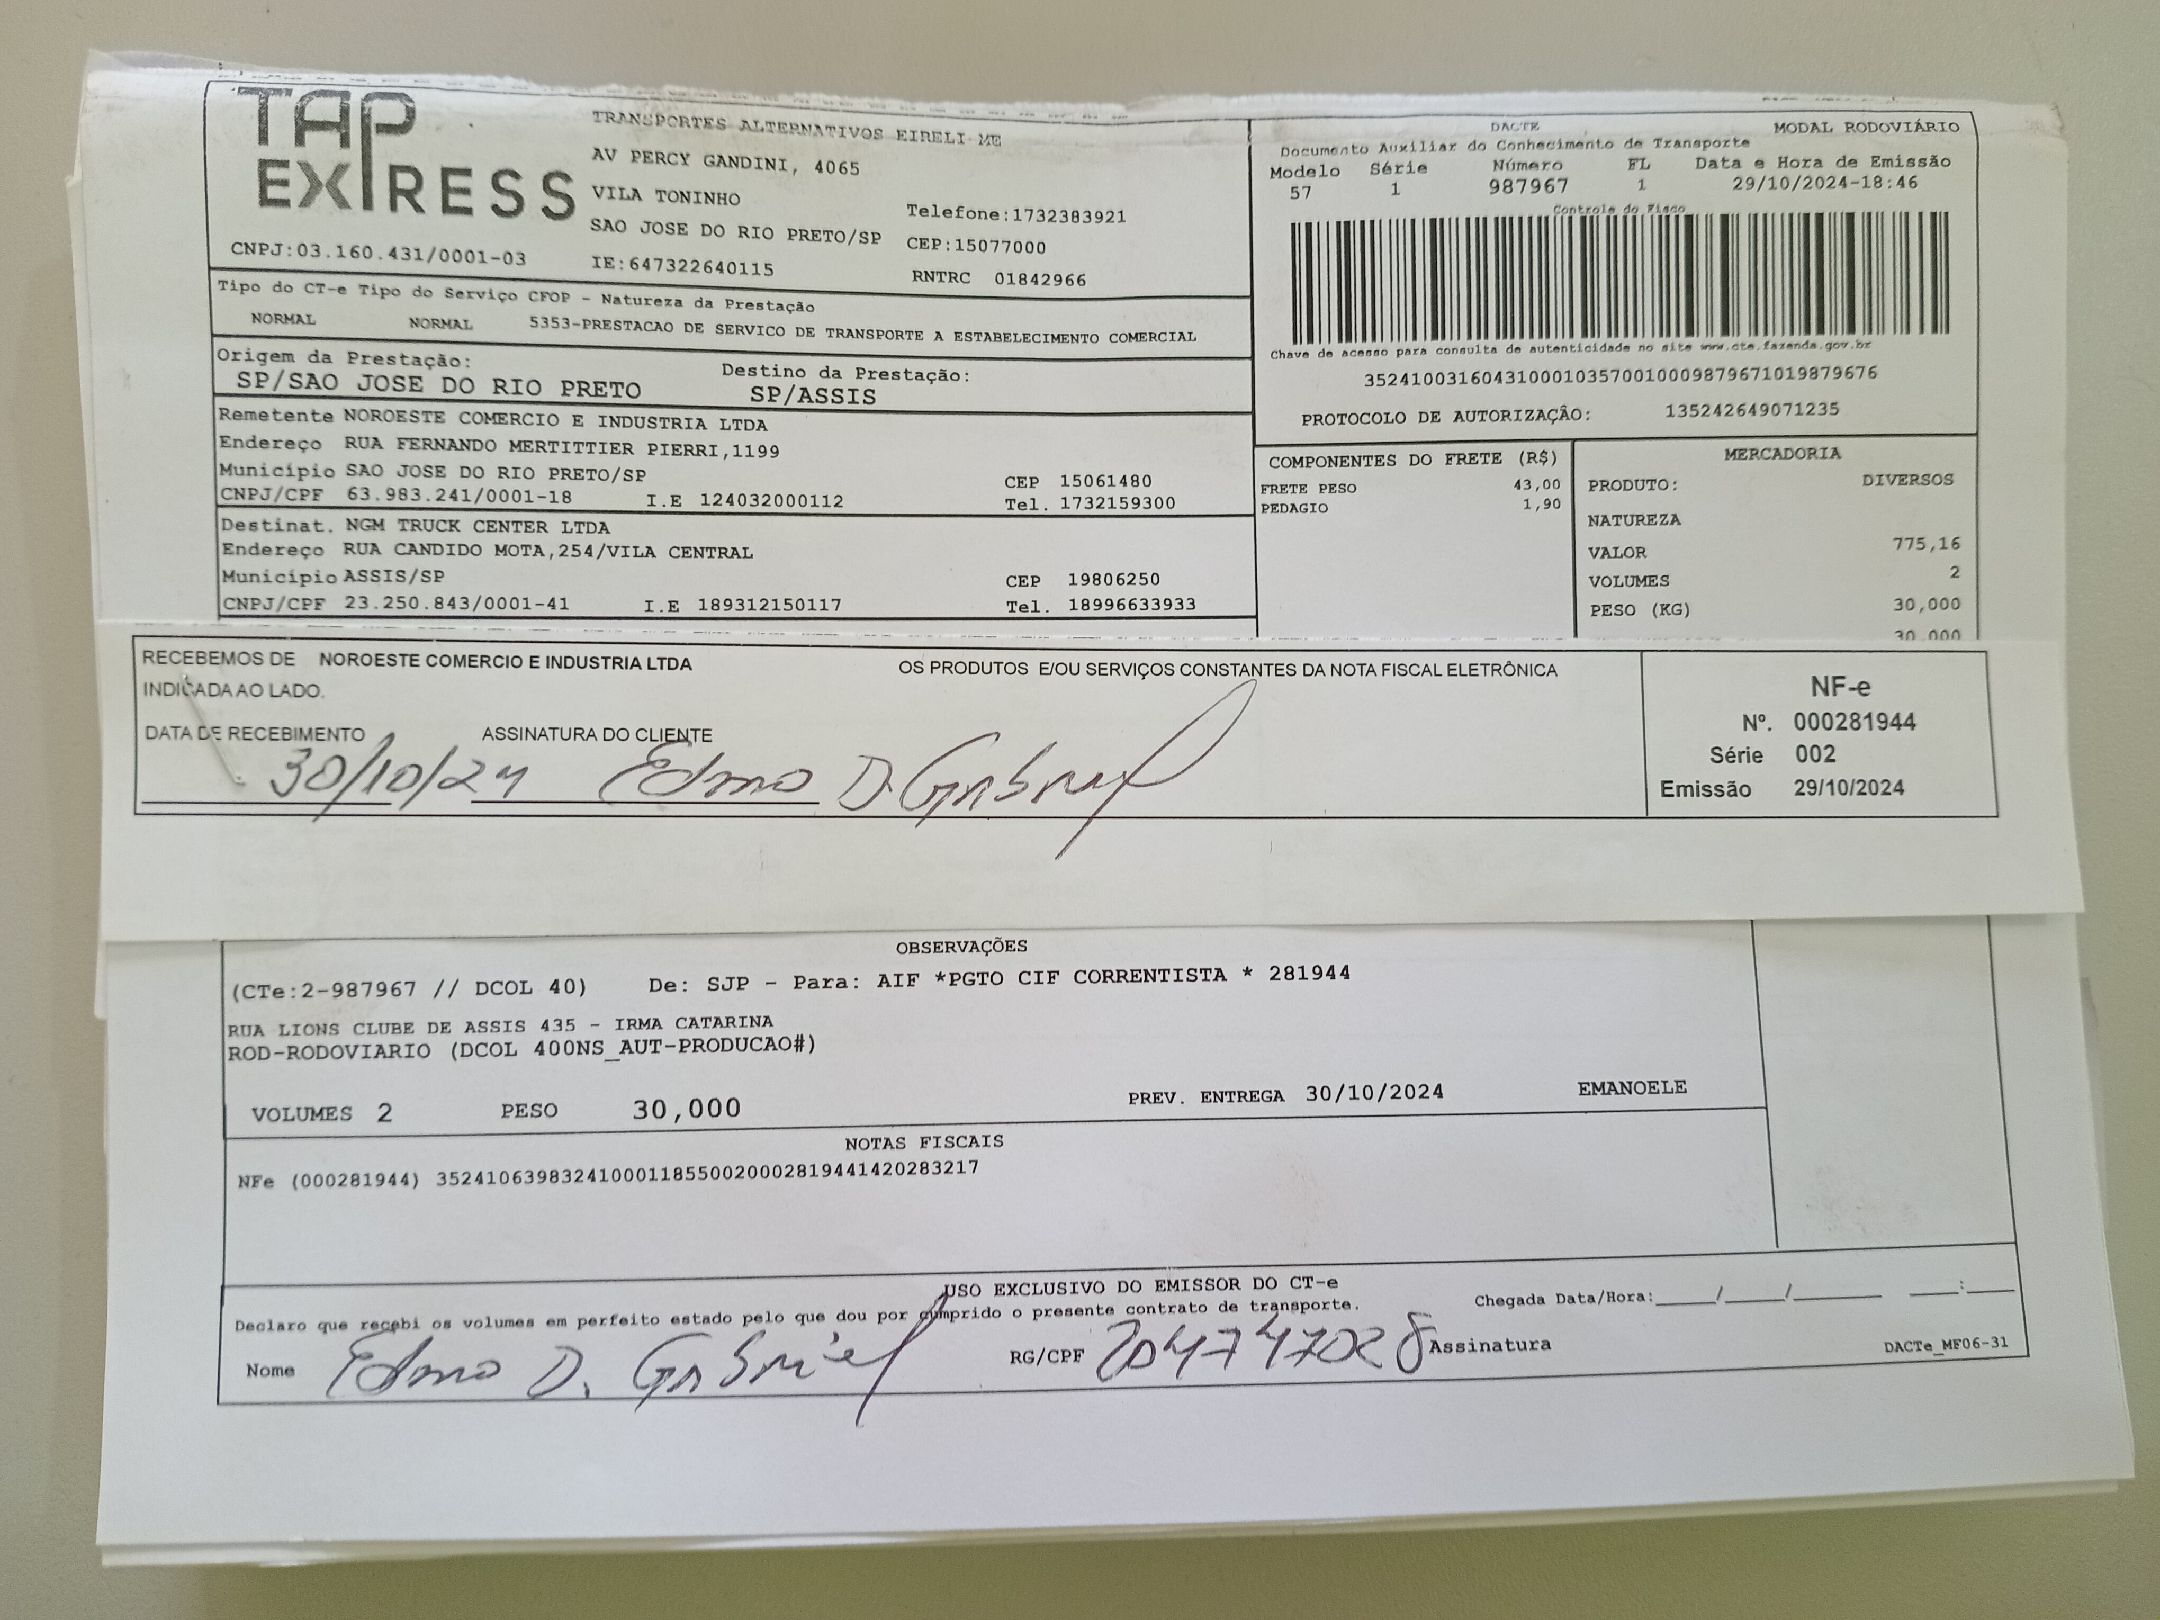 TAP
EXPRESS
TRANSPORTES ALTERNATIVOS EIRELI-ME
AV PERCY GANDINI, 4065
VILA TONINHO
SAO JOSE DO RIO PRETO/SP
Telefone:1732383921
CEP:15077000
CNPJ:03.160.431/0001-03
IE:647322640115
RNTRC 01842966
DACTE
MODAL RODOVIÁRIO
Documento Auxiliar do Conhecimento de Transporte
Modelo Série Número FL Data e Hora de Emissão
57 1 987967 1 29/10/2024-18:46
Controle do Fisco
Chave de acesso para consulta de autenticidade no site www.cte.fazenda.gov.br
35241003160431000103570010009879671019879676
PROTOCOLO DE AUTORIZAÇÃO: 135242649071235
Tipo do CT-e Tipo do Serviço CFOP - Natureza da Prestação
NORMAL NORMAL 5353-PRESTACAO DE SERVICO DE TRANSPORTE A ESTABELECIMENTO COMERCIAL
Origem da Prestação: Destino da Prestação:
SP/SAO JOSE DO RIO PRETO SP/ASSIS
Remetente NOROESTE COMERCIO E INDUSTRIA LTDA
Endereço RUA FERNANDO MERTITTIER PIERRI,1199
Município SAO JOSE DO RIO PRETO/SP CEP 15061480
CNPJ/CPF 63.983.241/0001-18 I.E 124032000112 Tel. 1732159300
Destinat. NGM TRUCK CENTER LTDA
Endereço RUA CANDIDO MOTA,254/VILA CENTRAL
Município ASSIS/SP CEP 19806250
CNPJ/CPF 23.250.843/0001-41 I.E 189312150117 Tel. 18996633933
COMPONENTES DO FRETE (R$)
FRETE PESO 43,00
PEDAGIO 1,90
MERCADORIA
PRODUTO: DIVERSOS
NATUREZA
VALOR 775,16
VOLUMES 2
PESO (KG) 30,000
30,000
RECEBEMOS DE NOROESTE COMERCIO E INDUSTRIA LTDA OS PRODUTOS E/OU SERVIÇOS CONSTANTES DA NOTA FISCAL ELETRÔNICA
INDICADA AO LADO.
DATA DE RECEBIMENTO ASSINATURA DO CLIENTE
30/10/24 Edmo D. Gabriel
NF-e
Nº. 000281944
Série 002
Emissão 29/10/2024
OBSERVAÇÕES
(CTe:2-987967 // DCOL 40) De: SJP - Para: AIF *PGTO CIF CORRENTISTA * 281944
RUA LIONS CLUBE DE ASSIS 435 - IRMA CATARINA
ROD-RODOVIARIO (DCOL 400NS_AUT-PRODUCAO#)
VOLUMES 2 PESO 30,000 PREV. ENTREGA 30/10/2024 EMANOELE
NOTAS FISCAIS
NFe (000281944) 35241063983241000118550020002819441420283217
USO EXCLUSIVO DO EMISSOR DO CT-e
Declaro que recebi os volumes em perfeito estado pelo que dou por cumprido o presente contrato de transporte. Chegada Data/Hora:____/____/______ ___:___
Nome Edmo D. Gabriel RG/CPF 204747028 Assinatura
DACTe_MF06-31